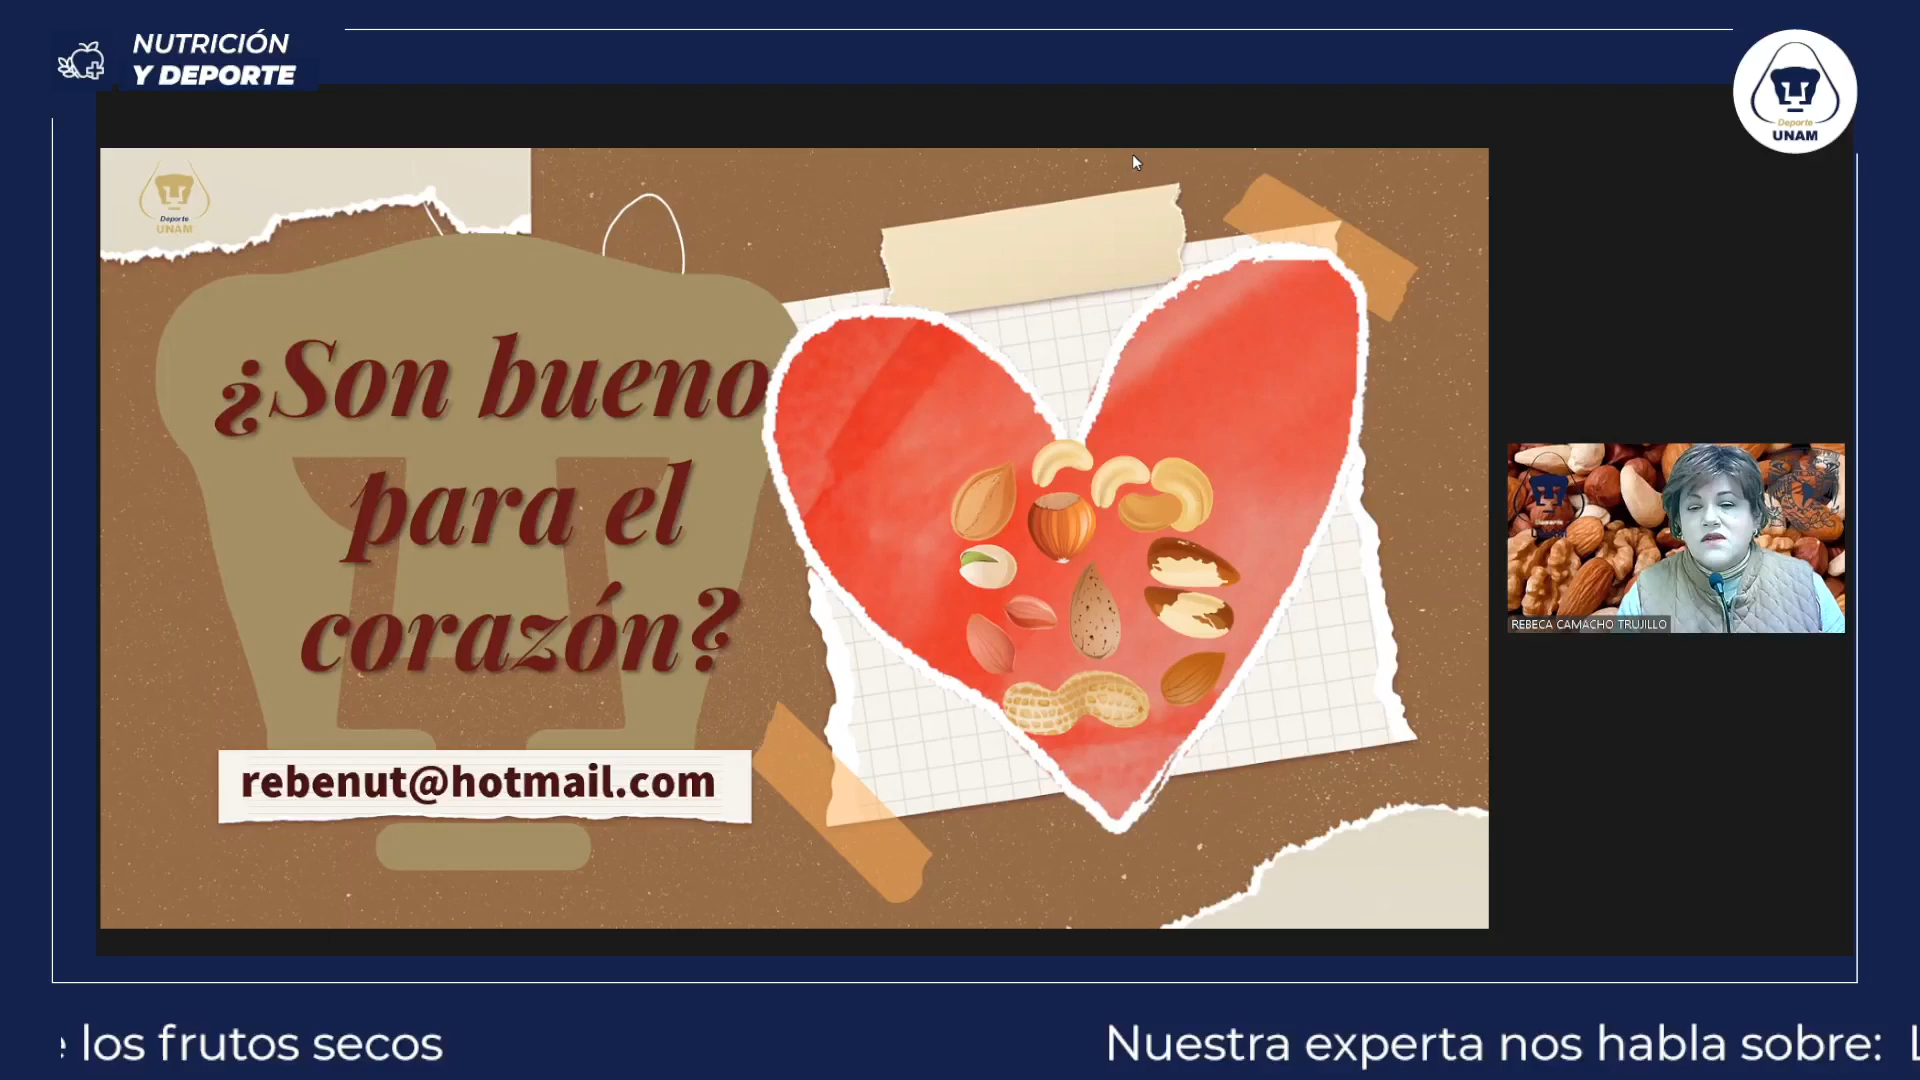 NUTRICIÓN
Y DEPORTE
Deporte
UNAM
Deporte
UNAM
¿Son bueno
para el
corazón?
rebenut@hotmail.com
REBECA CAMACHO TRUJILLO
los frutos secos
Nuestra experta nos habla sobre: